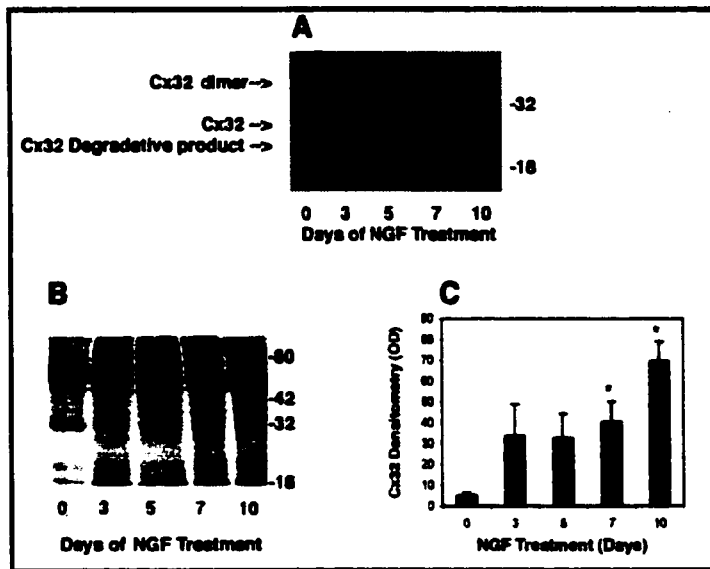 A
Cx32 dimer-->
-32
Cx32 -->
Cx32 Degradative product -->
-18
0 3 5 7 10
Days of NGF Treatment
B
-80
-42
-32
-18
0 3 5 7 10
Days of NGF Treatment
C
Cx32 Densitometry (OD)
90
80
70
60
50
40
30
20
10
0
*
*
0 3 5 7 10
NGF Treatment (Days)